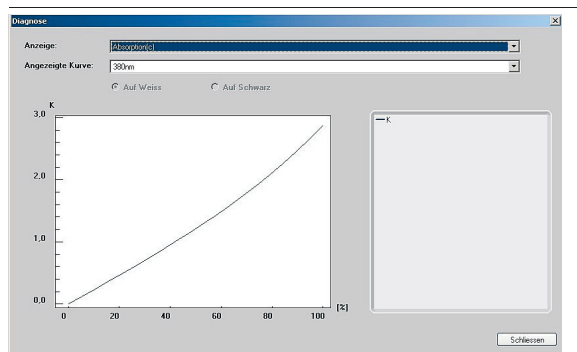 Diagnose
Anzeige: Absorption(c)
Angezeigte Kurve: 380nm
Auf Weiss Auf Schwarz
K
3,0
2,0
1,0
0,0
0 20 40 60 80 100 [%]
K
Schliessen